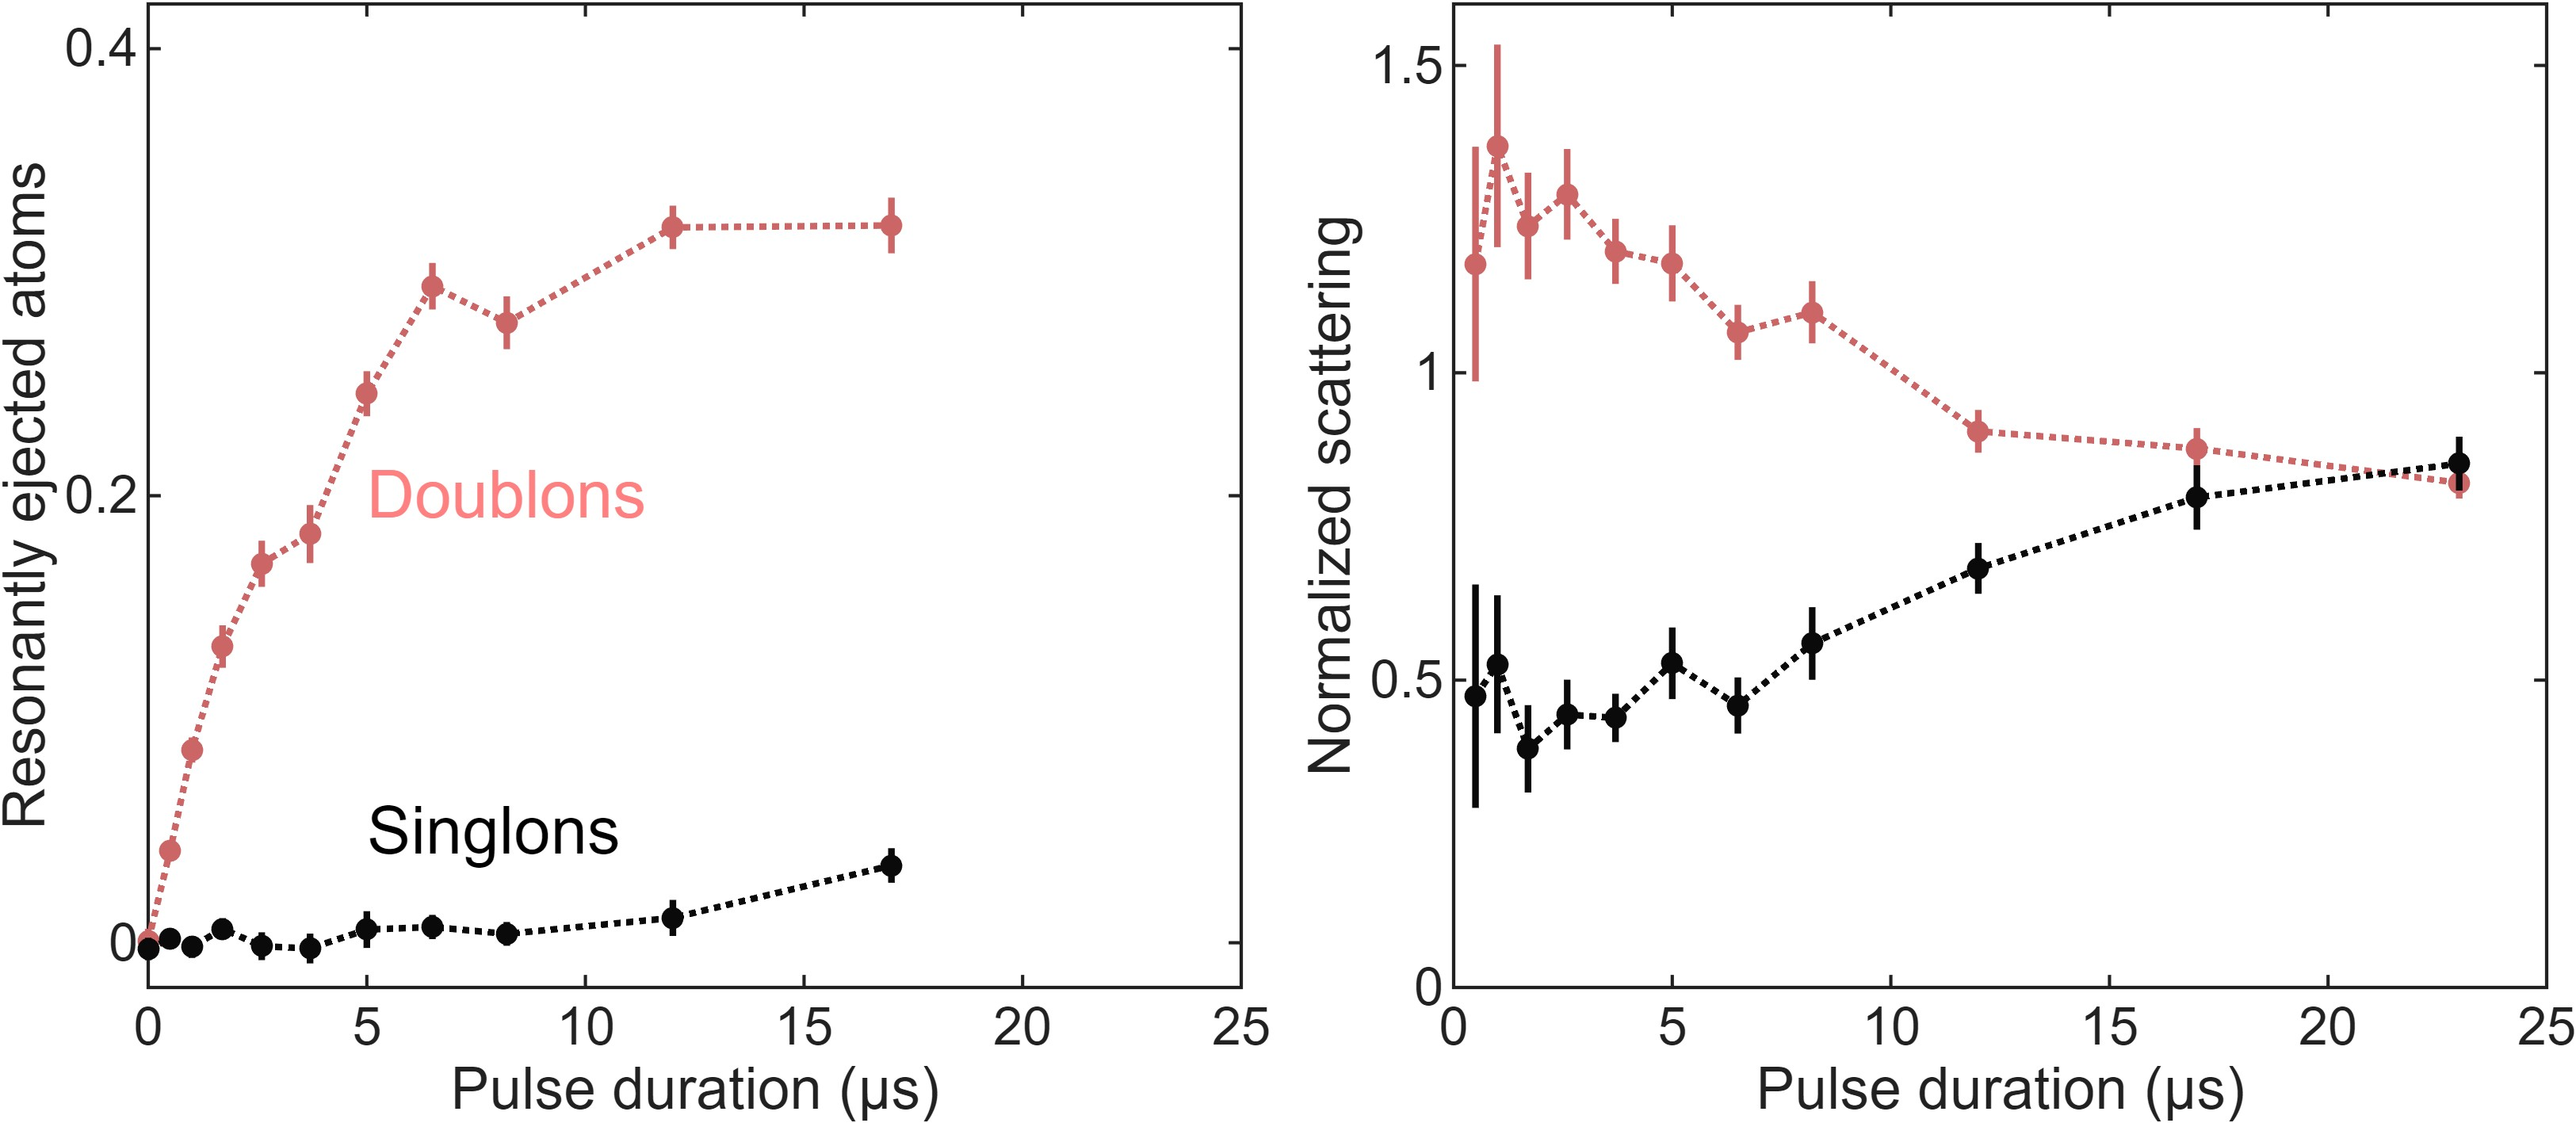 Resonantly ejected atoms
0.4
0.2
0
Doublons
Singlons
0 5 10 15 20 25
Pulse duration (µs)
Normalized scattering
1.5
1
0.5
0
0 5 10 15 20 25
Pulse duration (µs)